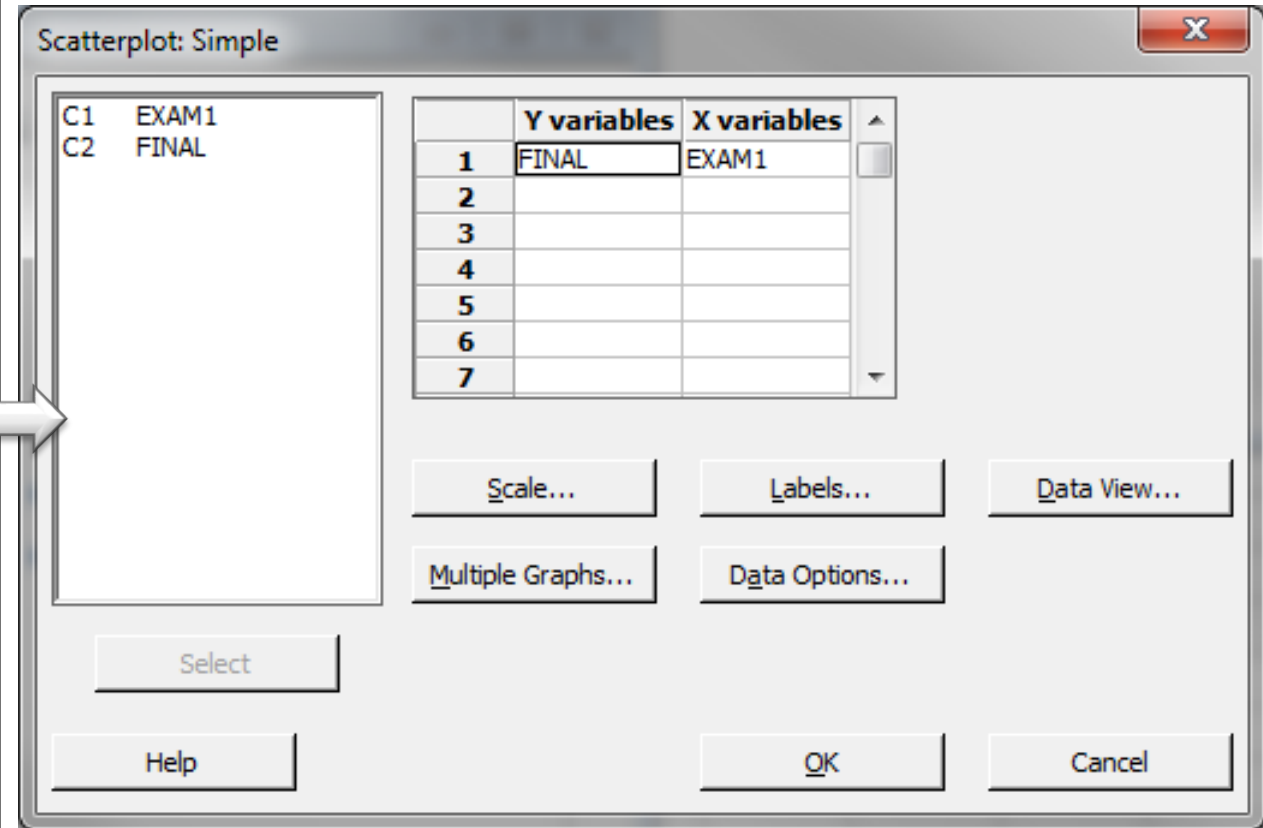 Scatterplot: Simple
X
C1 EXAM1
C2 FINAL
Y variables X variables
1 FINAL EXAM1
2
3
4
5
6
7
Scale... Labels... Data View...
Multiple Graphs... Data Options...
Select
Help OK Cancel